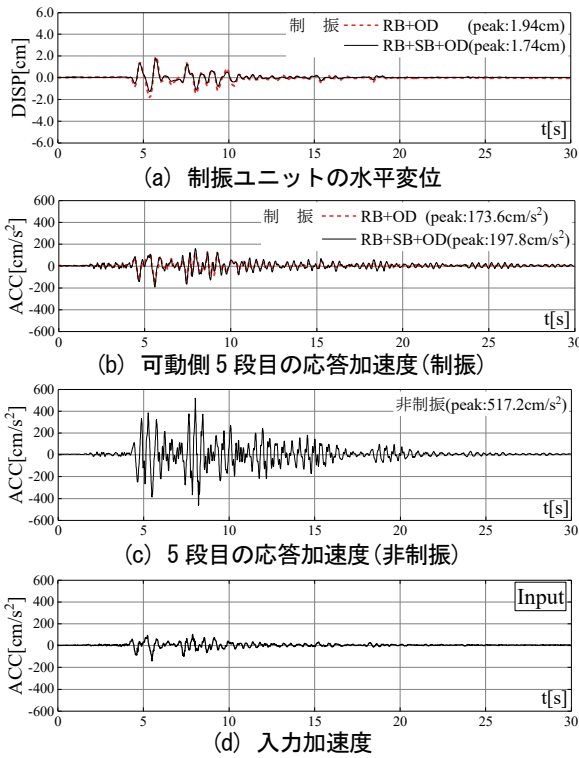 6.0
4.0
2.0
0.0
-2.0
-4.0
-6.0
DISP[cm]
制 振 RB+OD (peak:1.94cm)
RB+SB+OD(peak:1.74cm)
t[s]
0 5 10 15 20 25 30
(a) 制振ユニットの水平変位
600
400
200
0
-200
-400
-600
ACC[cm/s²]
制 振 RB+OD (peak:173.6cm/s²)
RB+SB+OD(peak:197.8cm/s²)
t[s]
0 5 10 15 20 25 30
(b) 可動側5段目の応答加速度(制振)
600
400
200
0
-200
-400
-600
ACC[cm/s²]
非制振(peak:517.2cm/s²)
t[s]
0 5 10 15 20 25 30
(c) 5段目の応答加速度(非制振)
600
400
200
0
-200
-400
-600
ACC[cm/s²]
Input
t[s]
0 5 10 15 20 25 30
(d) 入力加速度